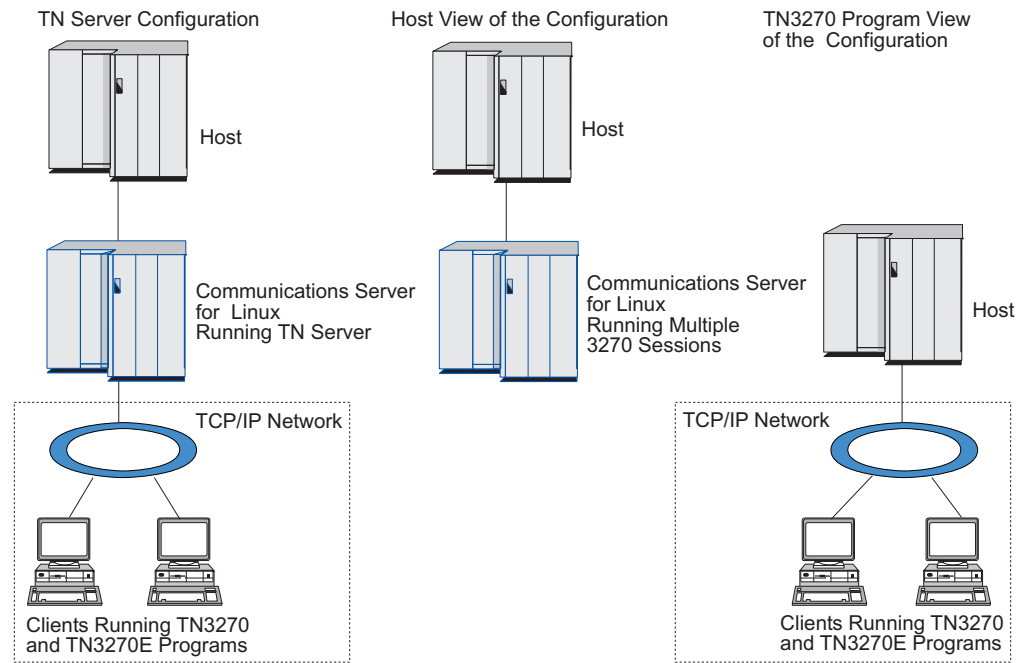 TN Server Configuration
Host
Communications Server
for Linux
Running TN Server
TCP/IP Network
Clients Running TN3270
and TN3270E Programs
Host View of the Configuration
Host
Communications Server
for Linux
Running Multiple
3270 Sessions
TN3270 Program View
of the Configuration
Host
TCP/IP Network
Clients Running TN3270
and TN3270E Programs